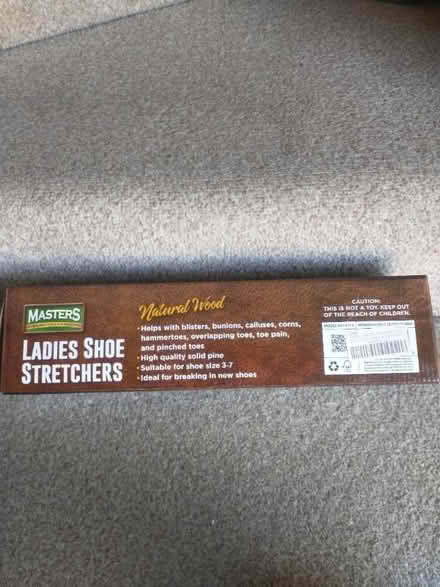 MASTERS
LADIES SHOE
STRETCHERS
Natural Wood
• Helps with blisters, bunions, calluses, corns,
hammertoes, overlapping toes, toe pain,
and pinched toes
• High quality solid pine
• Suitable for shoe size 3-7
• Ideal for breaking in new shoes
CAUTION:
THIS IS NOT A TOY. KEEP OUT
OF THE REACH OF CHILDREN.